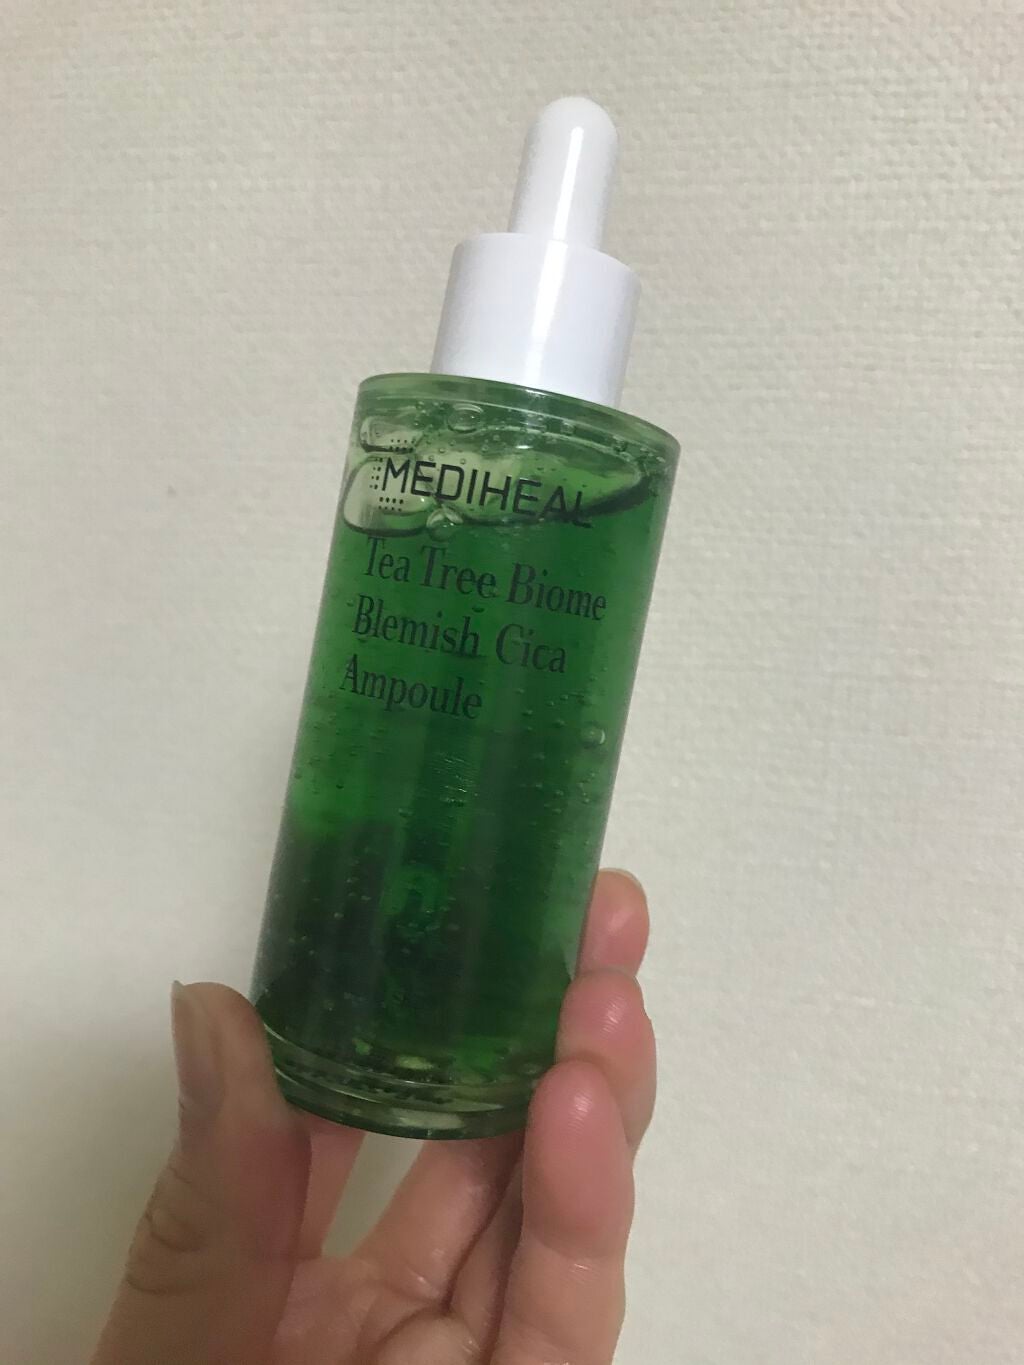 MEDIHEAL
Tea Tree Biome
Blemish Cica
Ampoule